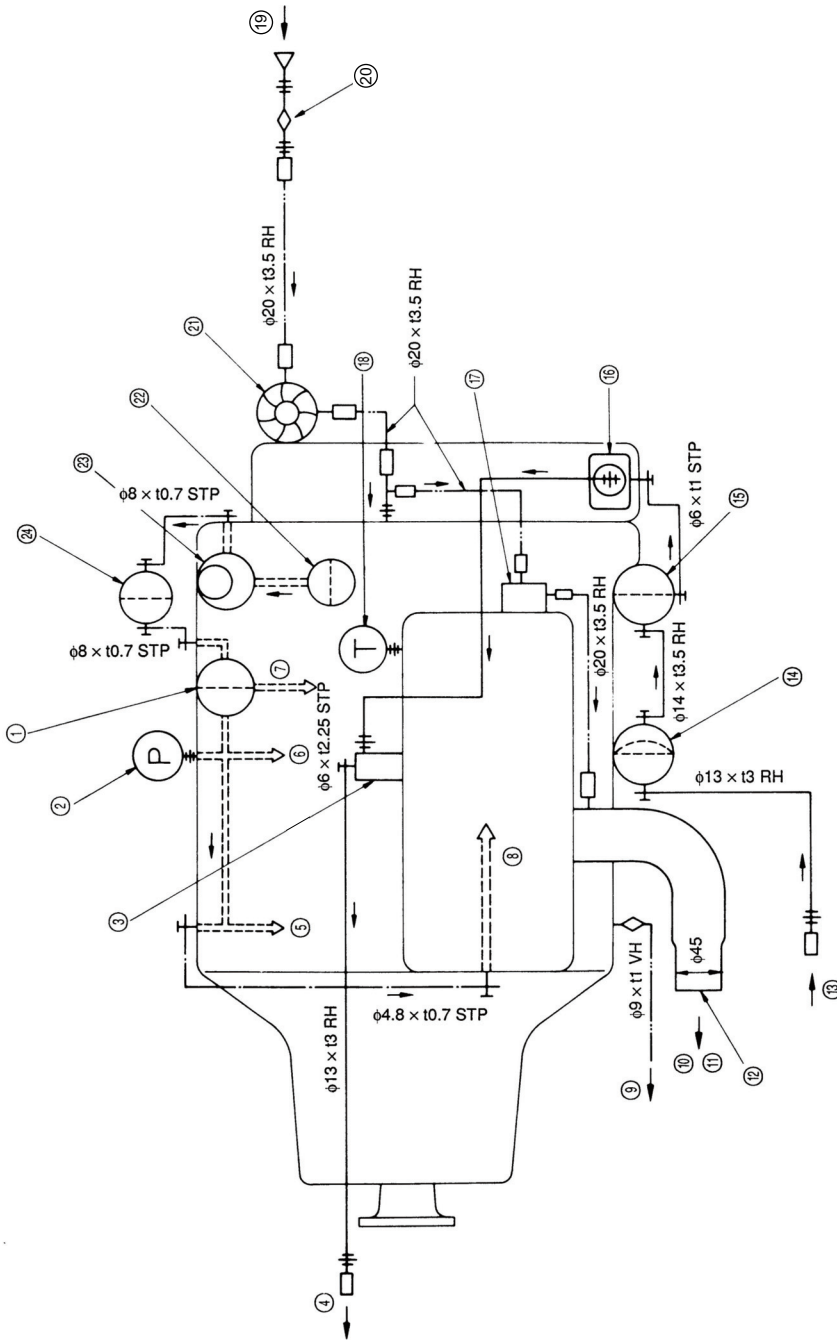 ⑲
⑳
φ20 × t3.5 RH
㉑
⑱
φ20 × t3.5 RH
⑰
⑯
㉒
㉓
φ8 × t0.7 STP
㉔
φ6 × t1 STP
⑮
φ20 × t3.5 RH
φ14 × t3.5 RH
T
φ8 × t0.7 STP
⑦
①
φ6 × t2.25 STP
⑭
P
②
⑥
φ13 × t3 RH
⑧
③
⑤
φ45
φ9 × t1 VH
φ4.8 × t0.7 STP
φ13 × t3 RH
⑬
⑩
⑪
⑫
⑨
④